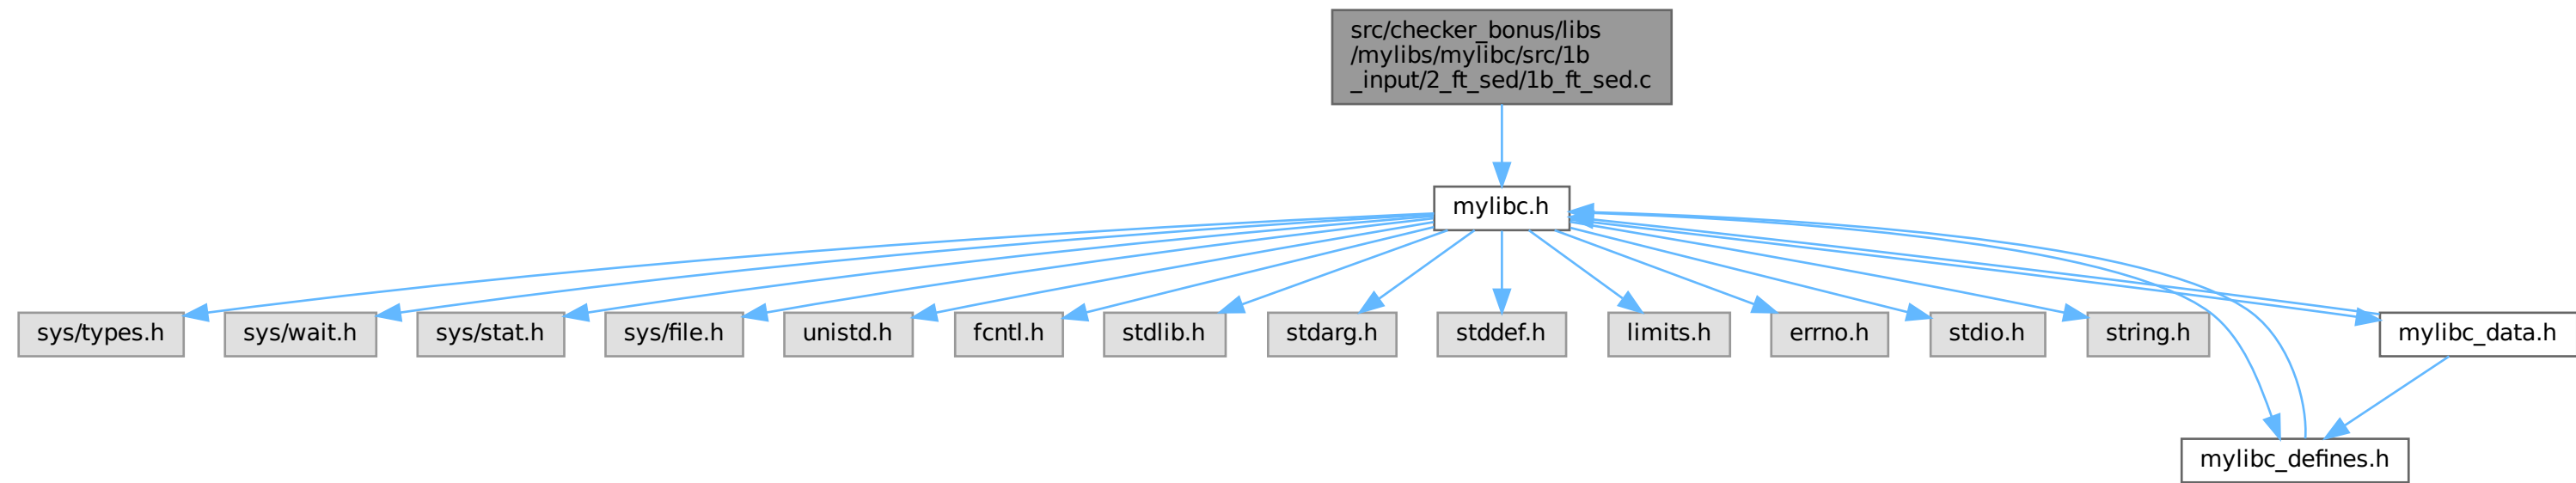 src/checker_bonus/libs
/mylibs/mylibc/src/1b
_input/2_ft_sed/1b_ft_sed.c
mylibc.h
sys/types.h
sys/wait.h
sys/stat.h
sys/file.h
unistd.h
fcntl.h
stdlib.h
stdarg.h
stddef.h
limits.h
errno.h
stdio.h
string.h
mylibc_data.h
mylibc_defines.h